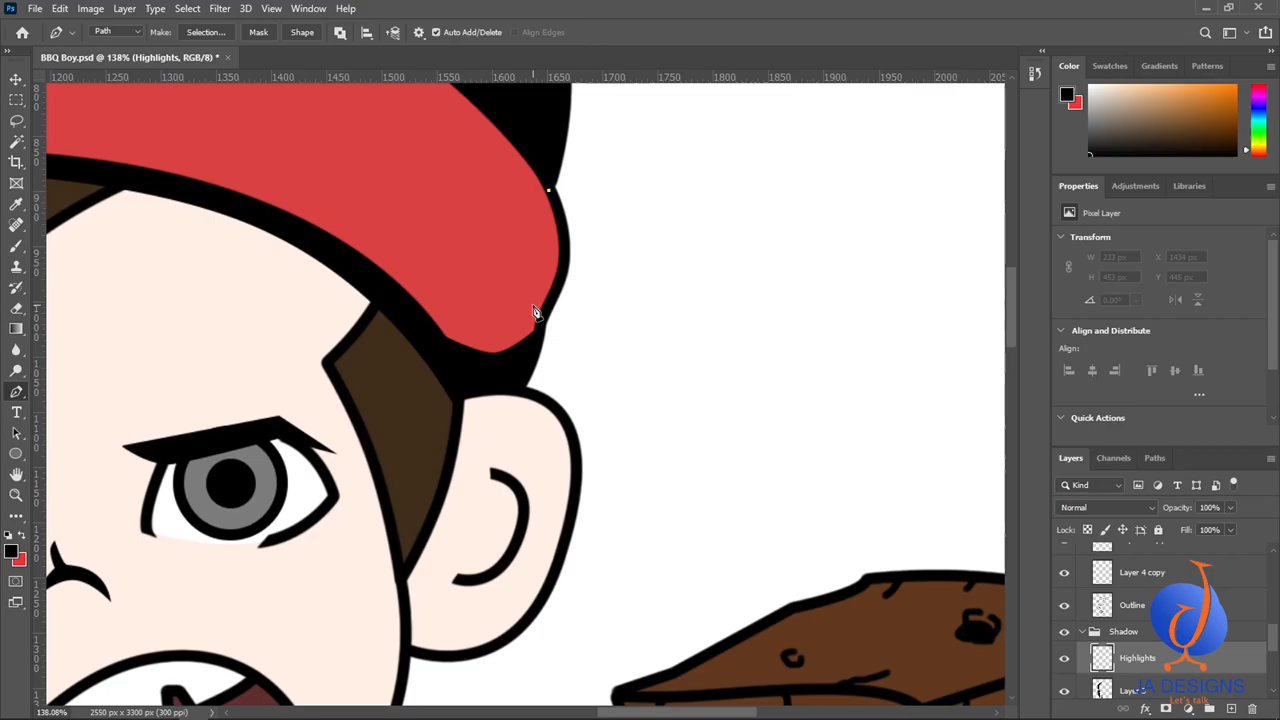 Ps File Edit Image Layer Type Select Filter 3D View Window Help
Path Make: Selection... Mask Shape Auto Add/Delete Align Edges
BBQ Boy.psd @ 138% (Highlights, RGB/8) *
1200 1250 1300 1350 1400 1450 1500 1550 1600 1650 1700 1750 1800 1850 1900 1950 2000 205
Color Swatches Gradients Patterns
Properties Adjustments Libraries
Pixel Layer
Transform
W 233 px X 1434 px
H 453 px Y 445 px
0.00°
Align and Distribute
Align:
Quick Actions
Layers Channels Paths
Kind
Normal Opacity: 100%
Lock: Fill: 100%
Layer 4 copy
Outline
Shadow
Highlights
JA DESIGNS
Let's talk
138.08% 2550 px x 3300 px (300 ppi)